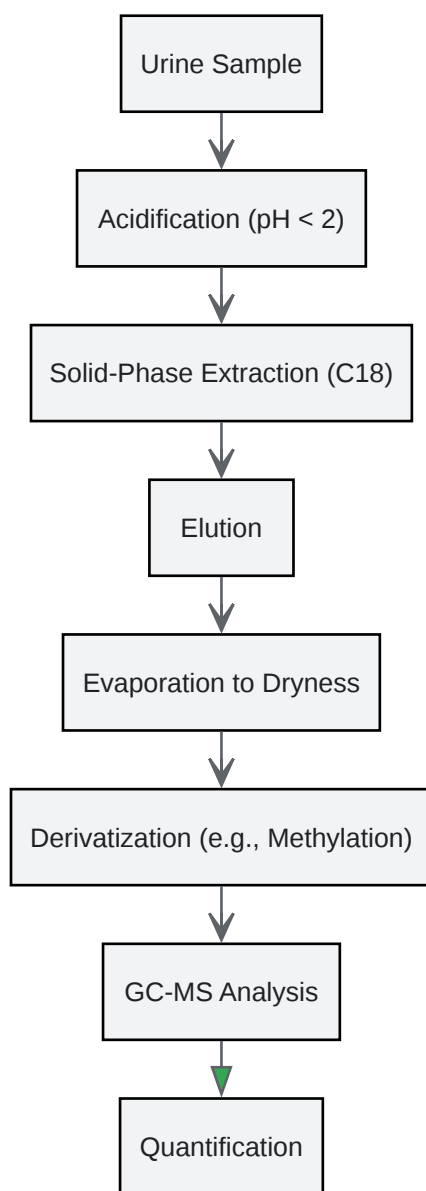 Urine Sample
Acidification (pH < 2)
Solid-Phase Extraction (C18)
Elution
Evaporation to Dryness
Derivatization (e.g., Methylation)
GC-MS Analysis
Quantification